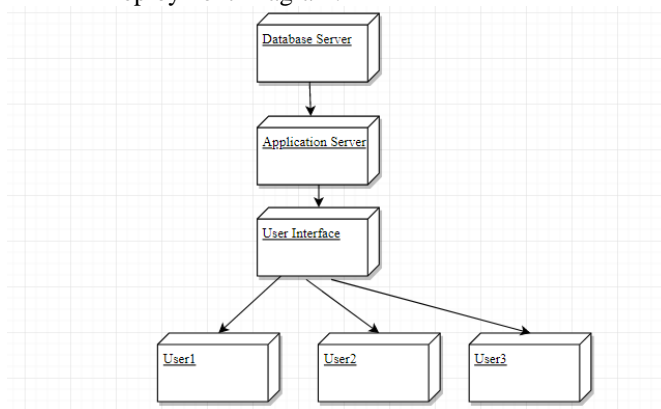 Database Server
Application Server
User Interface
User1
User2
User3